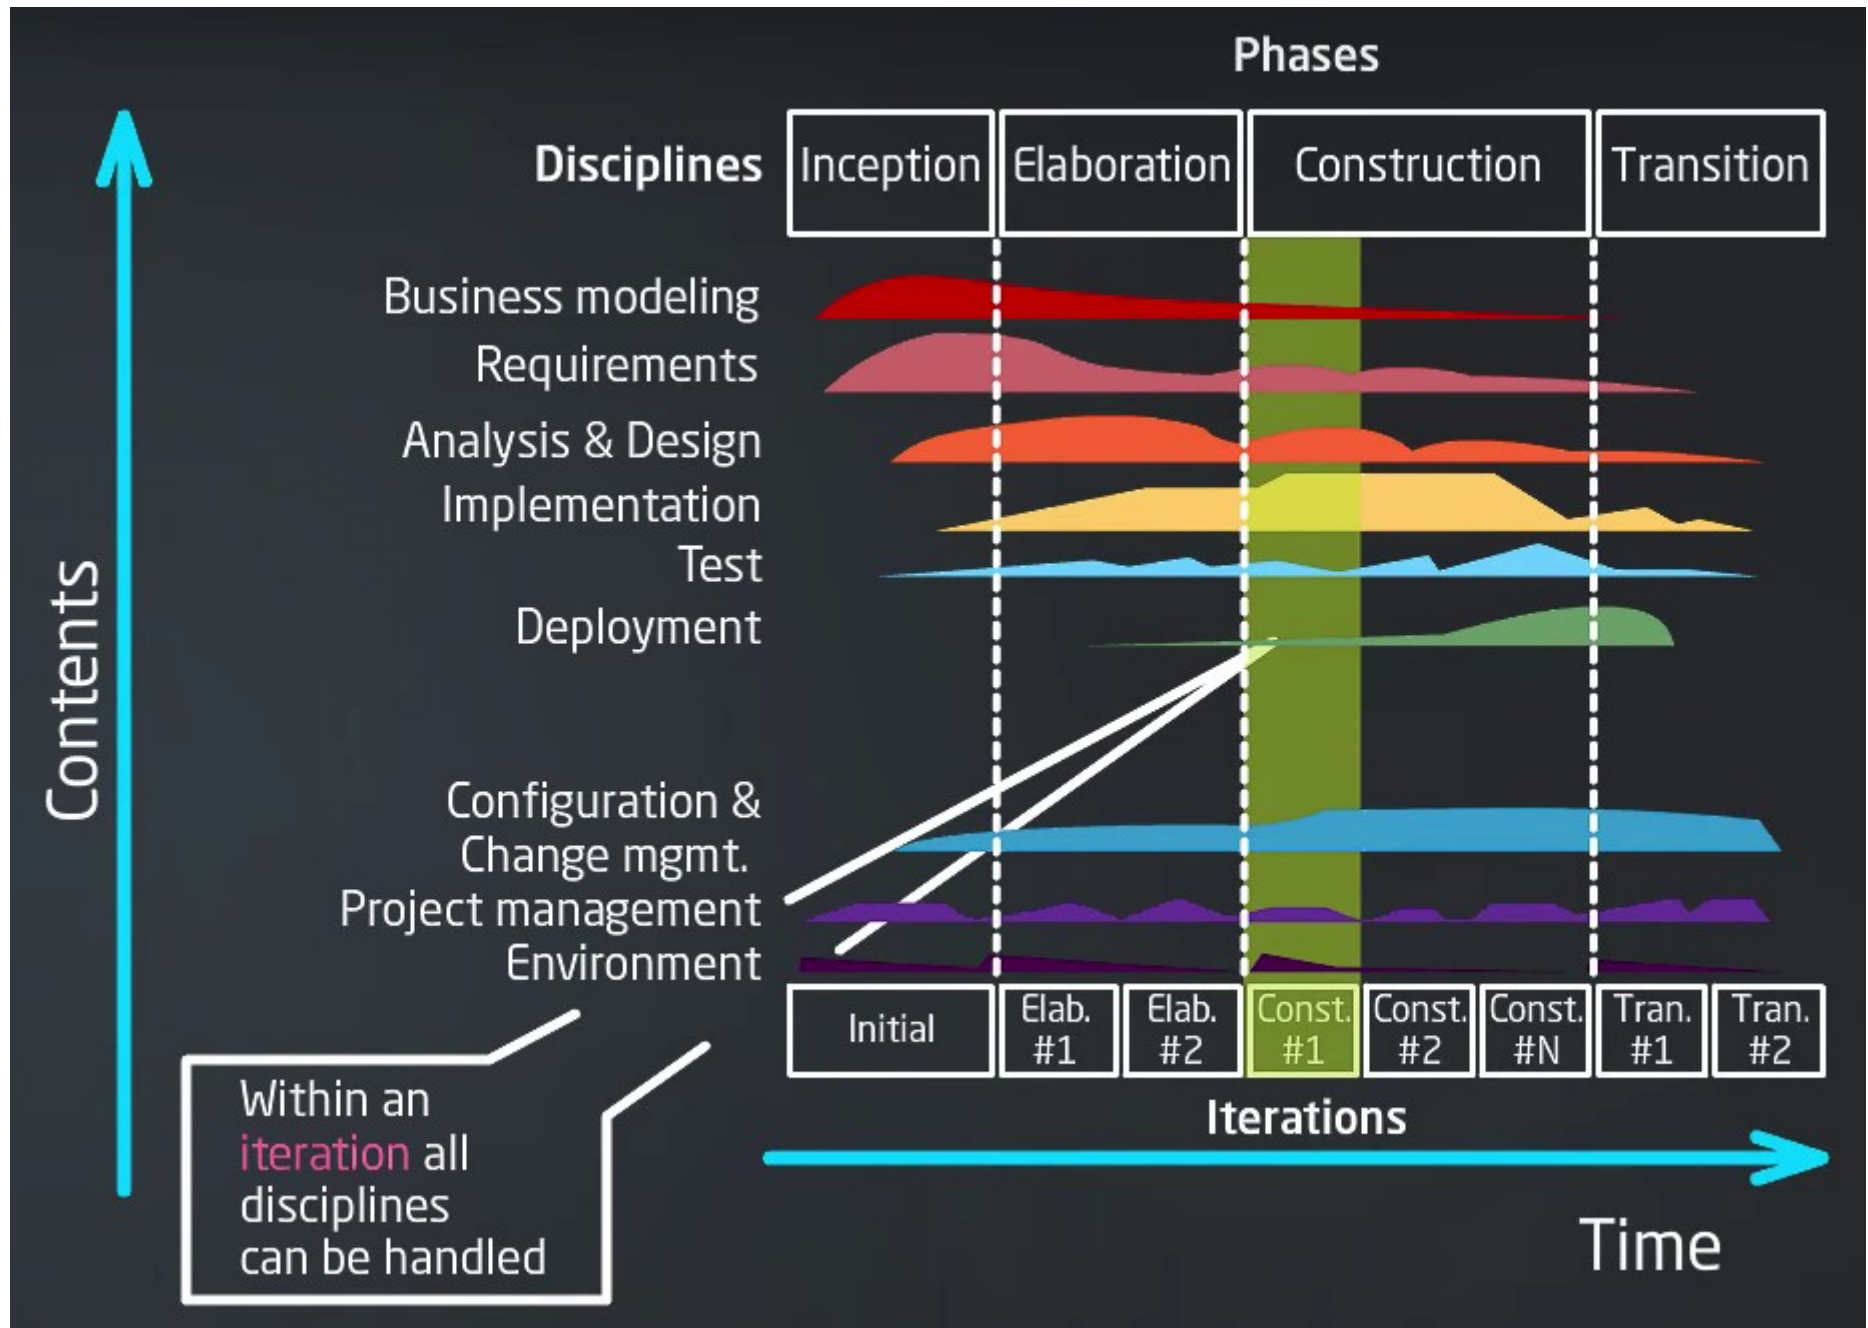 Phases
Disciplines
Inception
Elaboration
Construction
Transition
Business modeling
Requirements
Analysis & Design
Implementation
Test
Deployment
Configuration &
Change mgmt.
Project management
Environment
Contents
Initial
Elab.
#1
Elab.
#2
Const.
#1
Const.
#2
Const.
#N
Tran.
#1
Tran.
#2
Iterations
Time
Within an
iteration all
disciplines
can be handled